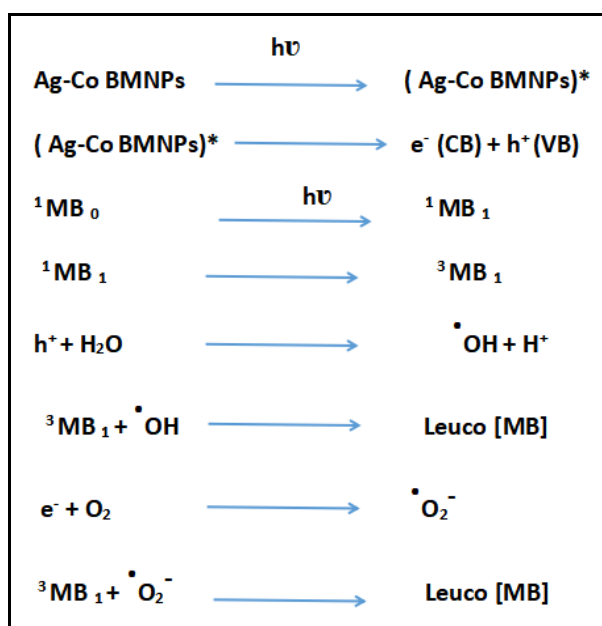 hυ
Ag-Co BMNPs ⟶ ( Ag-Co BMNPs)*
( Ag-Co BMNPs)* ⟶ e⁻ (CB) + h⁺ (VB)
hυ
¹MB ₀ ⟶ ¹MB ₁
¹MB ₁ ⟶ ³MB ₁
h⁺ + H₂O ⟶ •OH + H⁺
³MB ₁ + •OH ⟶ Leuco [MB]
e⁻ + O₂ ⟶ •O₂⁻
³MB ₁ + •O₂⁻ ⟶ Leuco [MB]